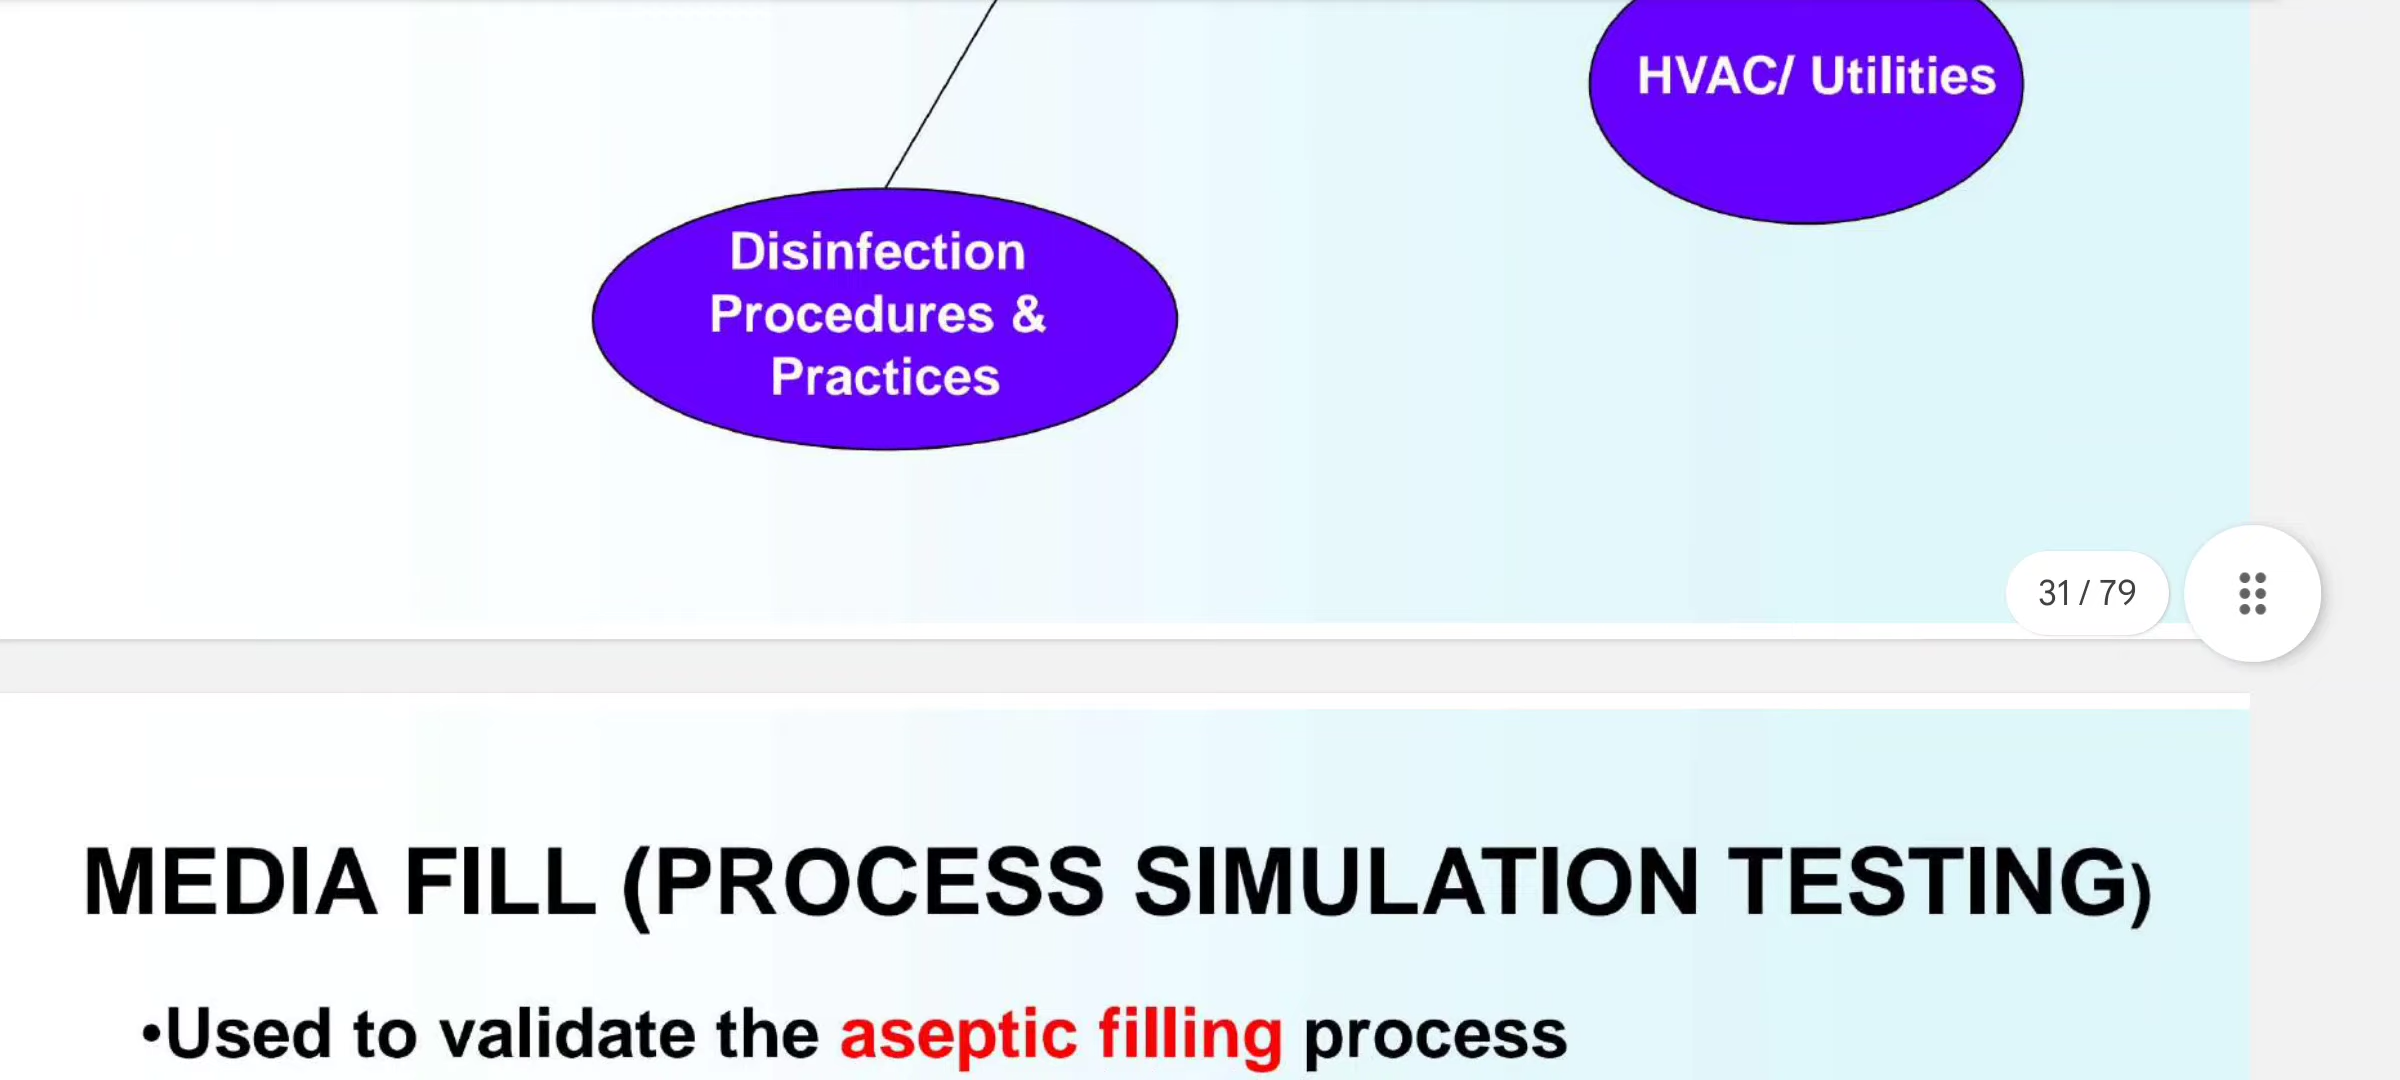 HVAC/ Utilities
Disinfection
Procedures &
Practices
31 / 79
MEDIA FILL (PROCESS SIMULATION TESTING)
•Used to validate the aseptic filling process